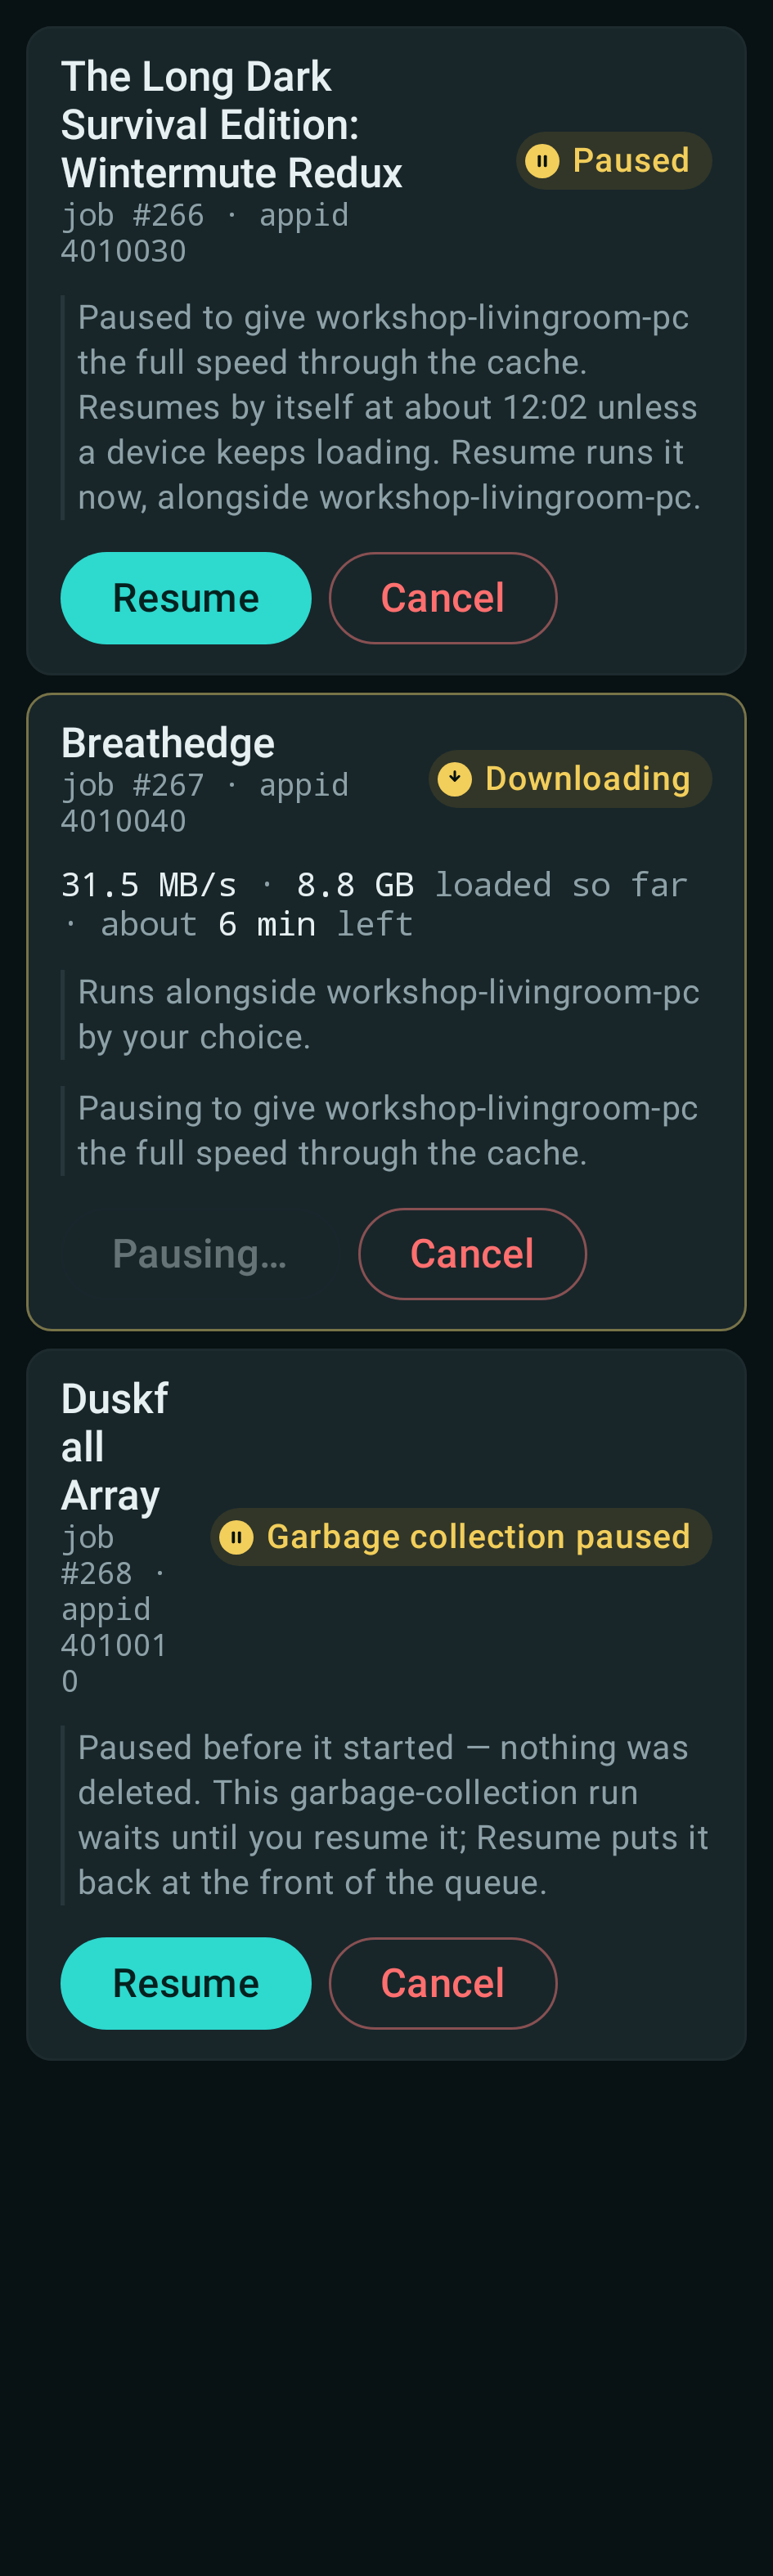 The Long Dark
Survival Edition:
Wintermute Redux
job #266 · appid
4010030
Paused
Paused to give workshop-livingroom-pc
the full speed through the cache.
Resumes by itself at about 12:02 unless
a device keeps loading. Resume runs it
now, alongside workshop-livingroom-pc.
Resume
Cancel
Breathedge
job #267 · appid
4010040
Downloading
31.5 MB/s · 8.8 GB loaded so far
· about 6 min left
Runs alongside workshop-livingroom-pc
by your choice.
Pausing to give workshop-livingroom-pc
the full speed through the cache.
Pausing…
Cancel
Duskf
all
Array
job
#268 ·
appid
401001
0
Garbage collection paused
Paused before it started — nothing was
deleted. This garbage-collection run
waits until you resume it; Resume puts it
back at the front of the queue.
Resume
Cancel